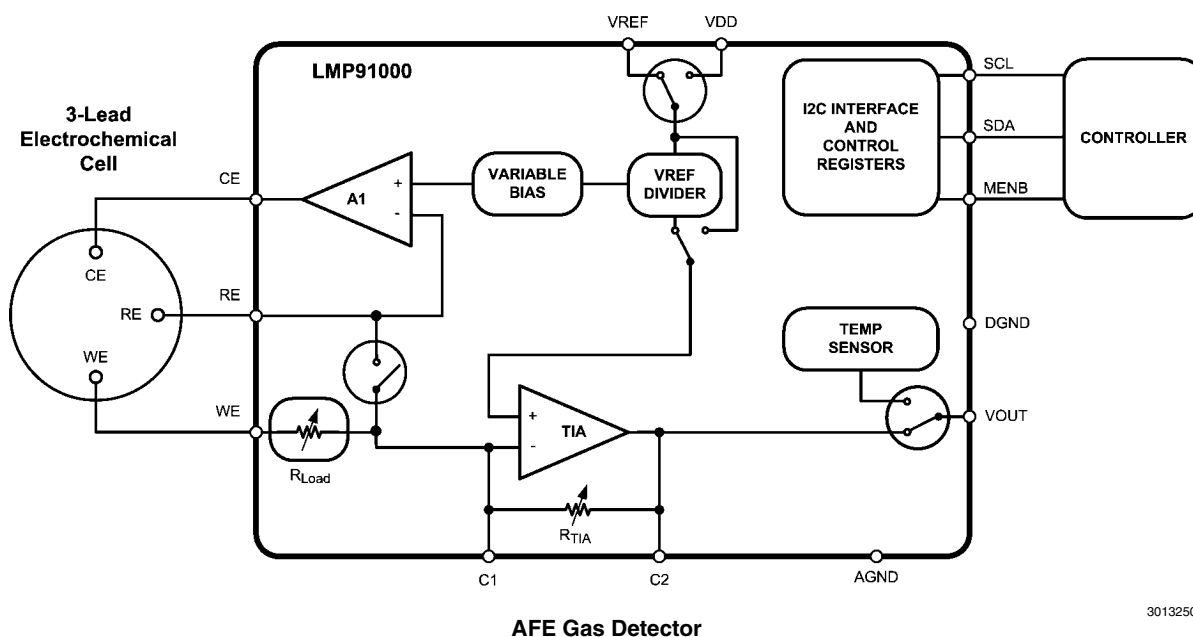 VREF
VDD
LMP91000
3-Lead
Electrochemical
Cell
I2C INTERFACE
AND
CONTROL
REGISTERS
SCL
SDA
MENB
CONTROLLER
CE
A1
+
-
VARIABLE
BIAS
VREF
DIVIDER
CE
RE
RE
WE
WE
RLoad
+
-
TIA
RTIA
TEMP
SENSOR
DGND
VOUT
C1
C2
AGND
3013250
AFE Gas Detector